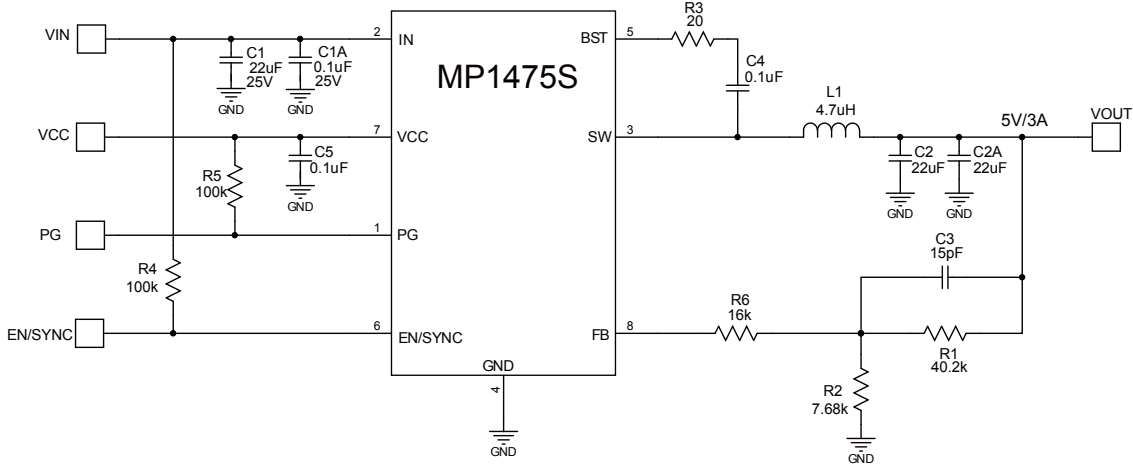 VIN
VCC
PG
EN/SYNC
C1
22uF
25V
GND
C1A
0.1uF
25V
GND
C5
0.1uF
GND
R5
100k
R4
100k
2
7
1
6
MP1475S
IN
VCC
PG
EN/SYNC
GND
4
GND
BST
SW
FB
5
3
8
R3
20
C4
0.1uF
L1
4.7uH
5V/3A
VOUT
C2
22uF
GND
C2A
22uF
GND
C3
15pF
R6
16k
R1
40.2k
R2
7.68k
GND